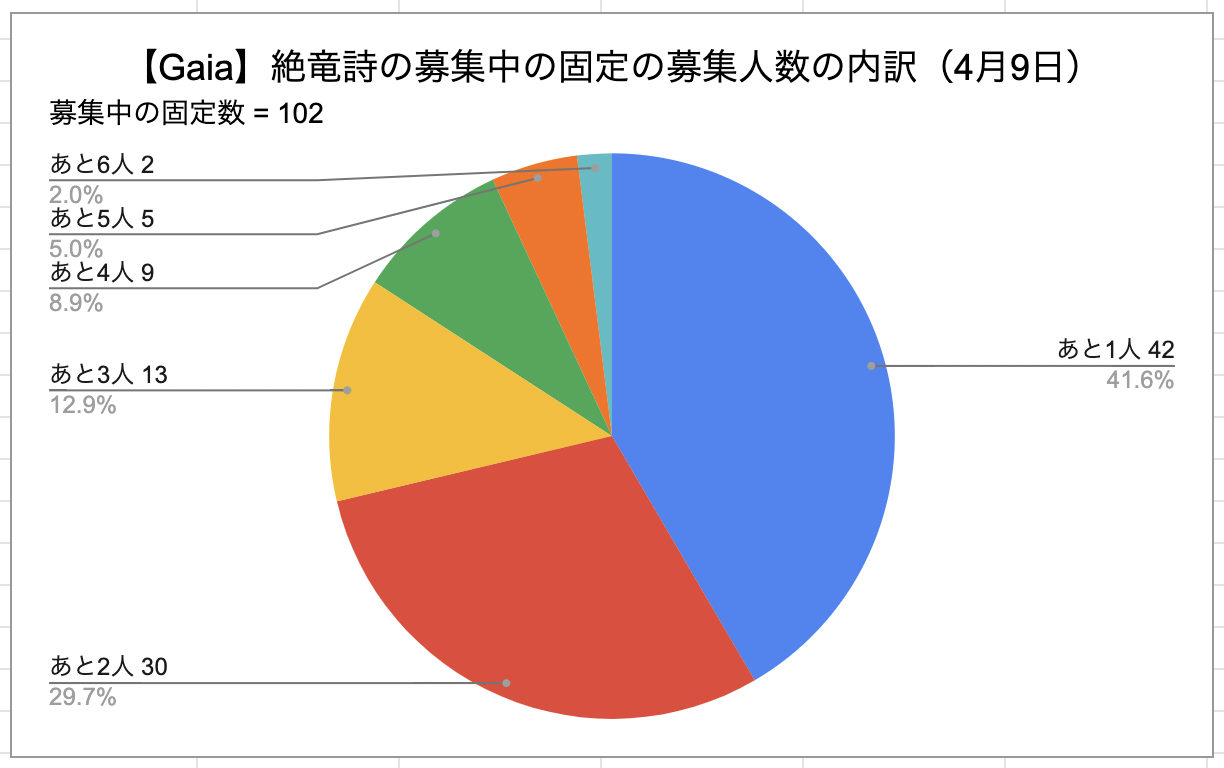 【Gaia】絶竜詩の募集中の固定の募集人数の内訳（4月9日）
募集中の固定数 = 102
あと6人 2
2.0%
あと5人 5
5.0%
あと4人 9
8.9%
あと3人 13
12.9%
あと2人 30
29.7%
あと1人 42
41.6%